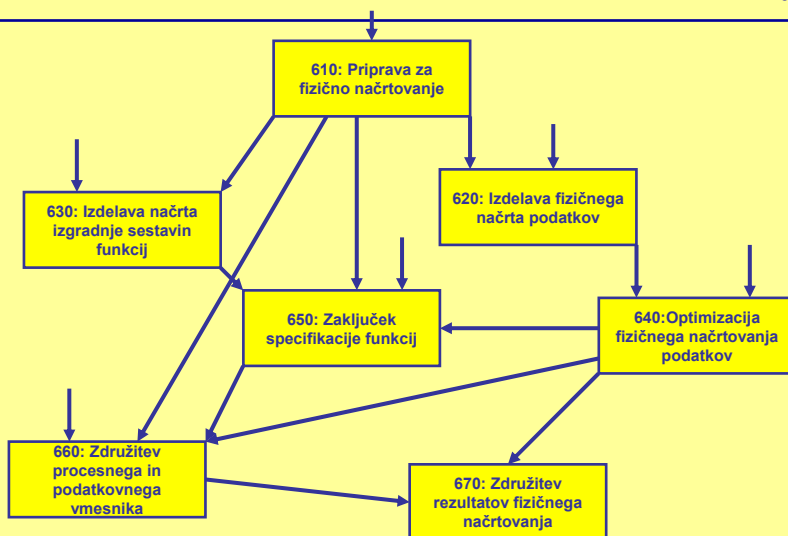 610: Priprava za
fizično načrtovanje
620: Izdelava fizičnega
načrta podatkov
630: Izdelava načrta
izgradnje sestavin
funkcij
650: Zaključek
specifikacije funkcij
640:Optimizacija
fizičnega načrtovanja
podatkov
660: Združitev
procesnega in
podatkovnega
vmesnika
670: Združitev
rezultatov fizičnega
načrtovanja